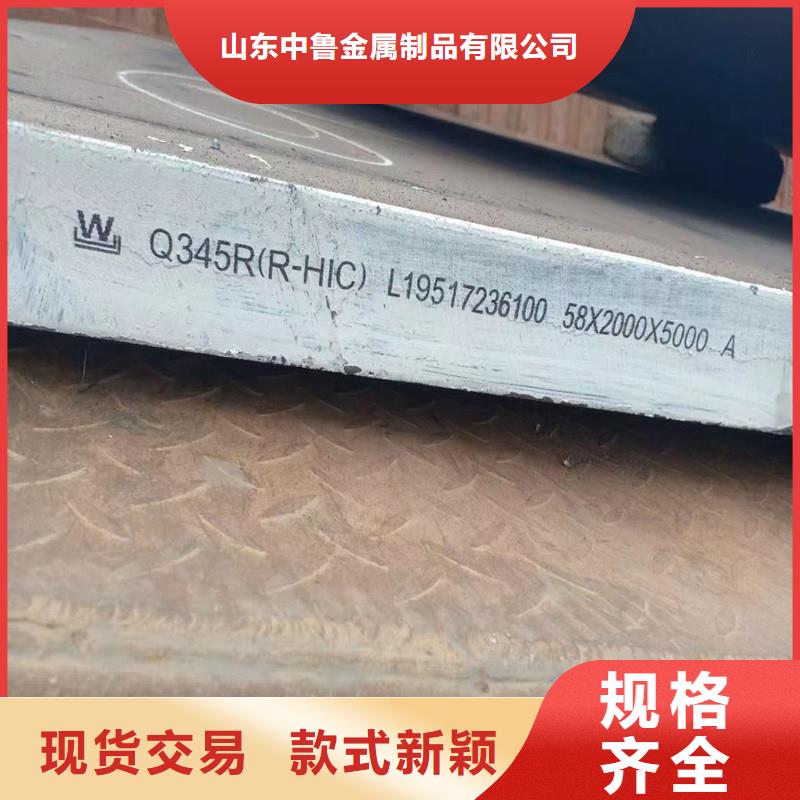 山东中鲁金属制品有限公司
W Q345R(R-HIC) L19517236100 58X2000X5000 A
现货交易 款式新颖
规格
齐全